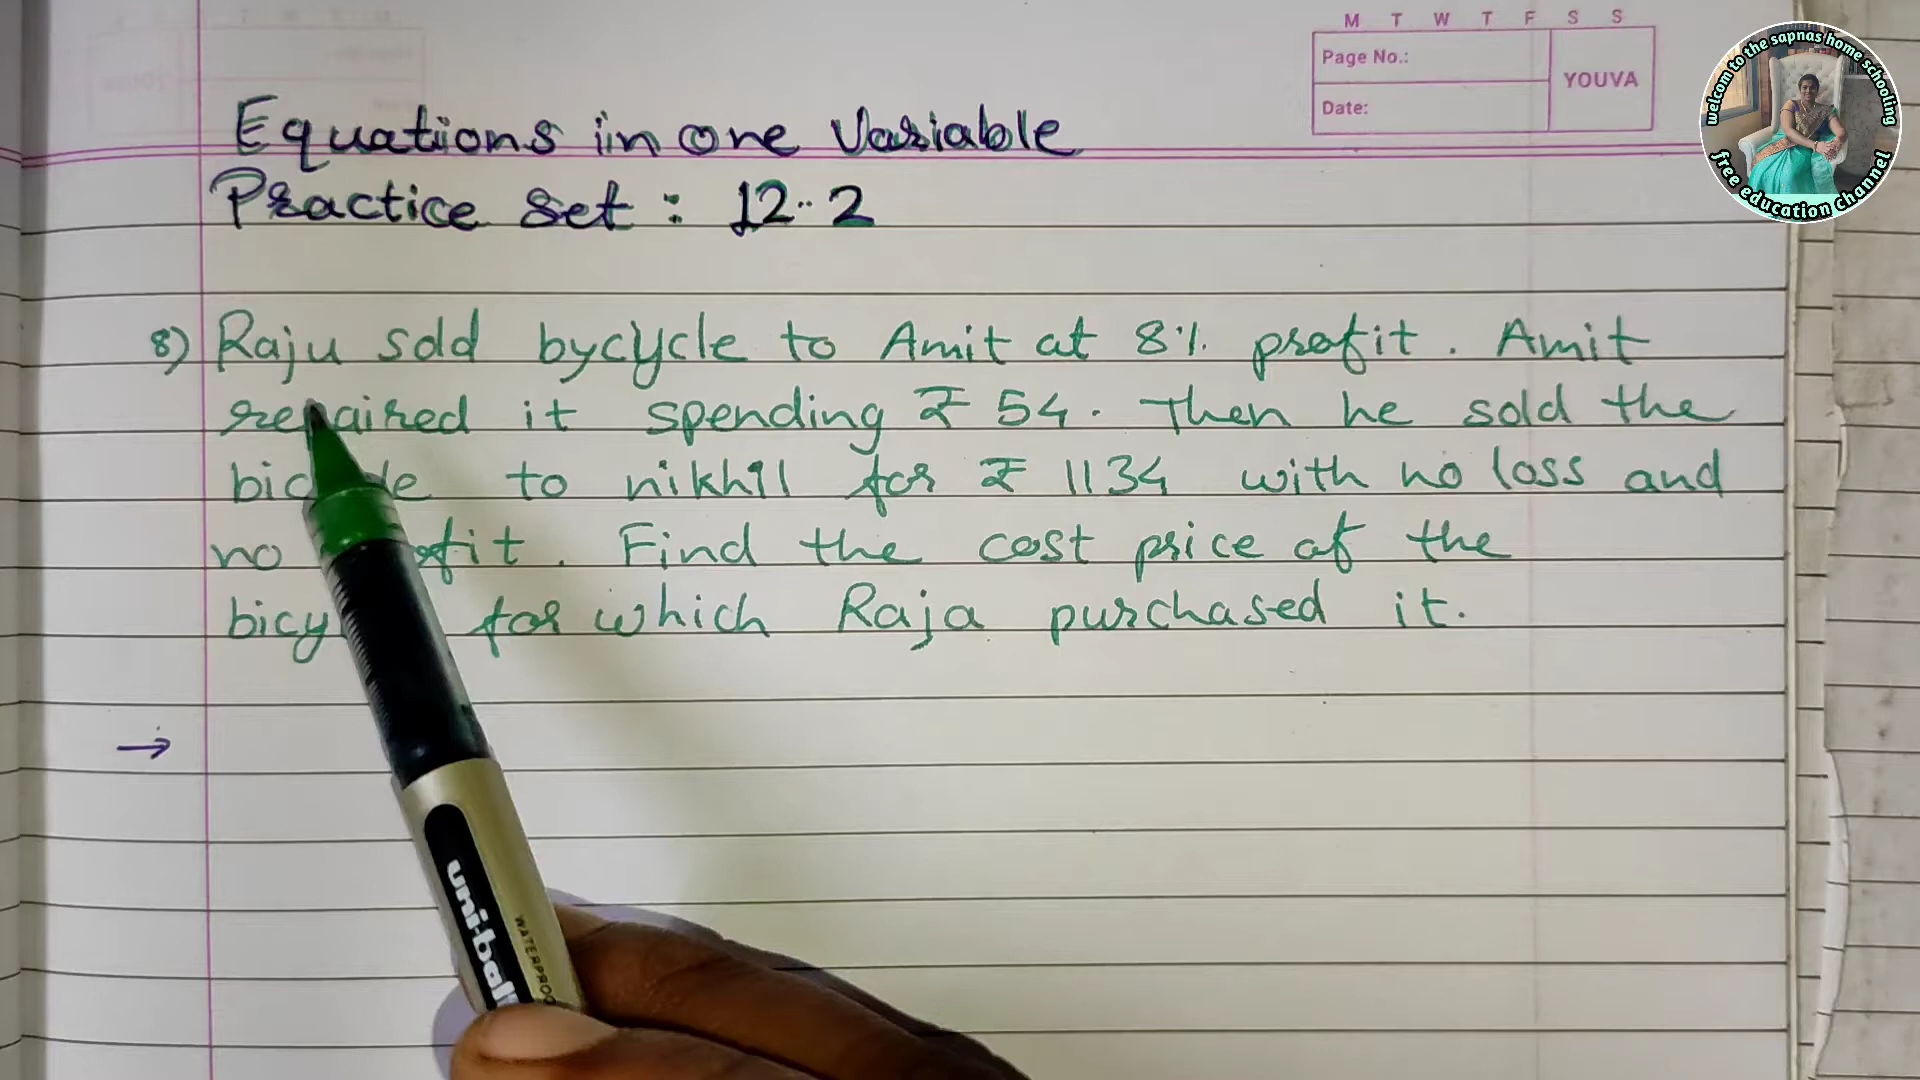 M T W T F S S
Page No.:
YOUVA
Date:
welcom to the sapnas home schooling
free education channel
Equations in one Variable
Practice Set : 12.2
8) Raju sold bycycle to Amit at 8% profit. Amit
repaired it spending ₹ 54. Then he sold the
to nikhil for ₹ 1134 with no loss and
no Find the cost price of the
for which Raja purchased it.
→
uni-ball